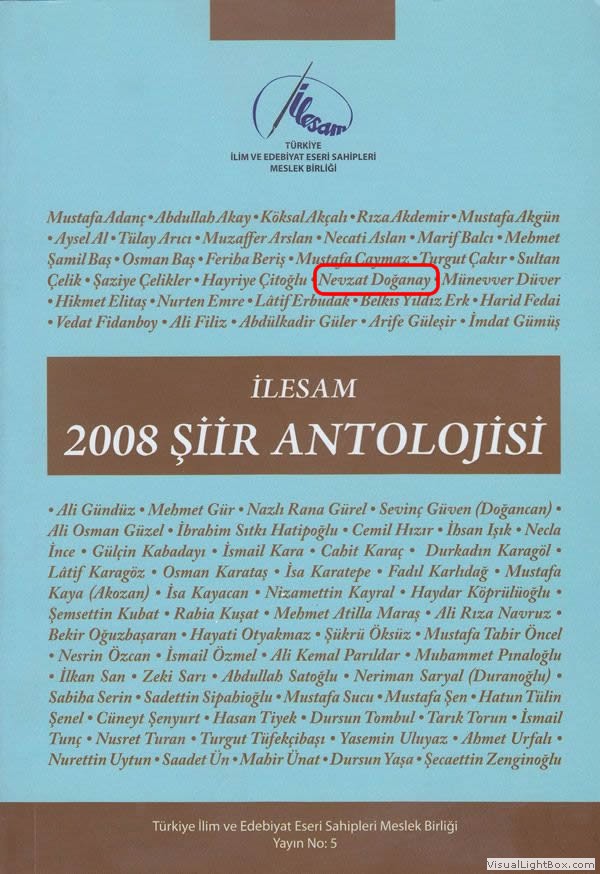 İlesam
TÜRKİYE
İLİM VE EDEBİYAT ESERİ SAHİPLERİ
MESLEK BİRLİĞİ
Mustafa Adanç • Abdullah Akay • Köksal Akçalı • Rıza Akdemir • Mustafa Akgün
• Aysel Al • Tülay Arıcı • Muzaffer Arslan • Necati Aslan • Marif Balcı • Mehmet
Şamil Baş • Osman Baş • Feriha Beriş • Mustafa Caymaz • Turgut Çakır • Sultan
Çelik • Şaziye Çelikler • Hayriye Çitoğlu • Nevzat Doğanay • Münevver Düver
• Hikmet Elitaş • Nurten Emre • Lâtif Erbudak • Belkıs Yıldız Erk • Harid Fedai
• Vedat Fidanboy • Ali Filiz • Abdülkadir Güler • Arife Güleşir • İmdat Gümüş
İLESAM
2008 ŞİİR ANTOLOJİSİ
• Ali Gündüz • Mehmet Gür • Nazlı Rana Gürel • Sevinç Güven (Doğancan) •
Ali Osman Güzel • İbrahim Sıtkı Hatipoğlu • Cemil Hızır • İhsan Işık • Necla
İnce • Gülçin Kabadayı • İsmail Kara • Cahit Karaç • Durkadın Karagöl •
Lâtif Karagöz • Osman Karataş • İsa Karatepe • Fadıl Karlıdağ • Mustafa
Kaya (Akozan) • İsa Kayacan • Nizamettin Kayral • Haydar Köprülüoğlu •
Şemsettin Kubat • Rabia Kuşat • Mehmet Atilla Maraş • Ali Rıza Navruz •
Bekir Oğuzbaşaran • Hayati Otyakmaz • Şükrü Öksüz • Mustafa Tahir Öncel
• Nesrin Özcan • İsmail Özmel • Ali Kemal Parıldar • Muhammet Pınaloğlu
• İlkan San • Zeki Sarı • Abdullah Satoğlu • Neriman Saryal (Duranoğlu) •
Sabiha Serin • Sadettin Sipahioğlu • Mustafa Sucu • Mustafa Şen • Hatun Tülin
Şenel • Cüneyt Şenyurt • Hasan Tiyek • Dursun Tombul • Tarık Torun • İsmail
Tunç • Nusret Turan • Turgut Tüfekçibaşı • Yasemin Uluyaz • Ahmet Urfalı •
Nurettin Uytun • Saadet Ün • Mahir Ünat • Dursun Yaşa • Şecaettin Zenginoğlu
Türkiye İlim ve Edebiyat Eseri Sahipleri Meslek Birliği
Yayın No: 5
VisualLightBox.com